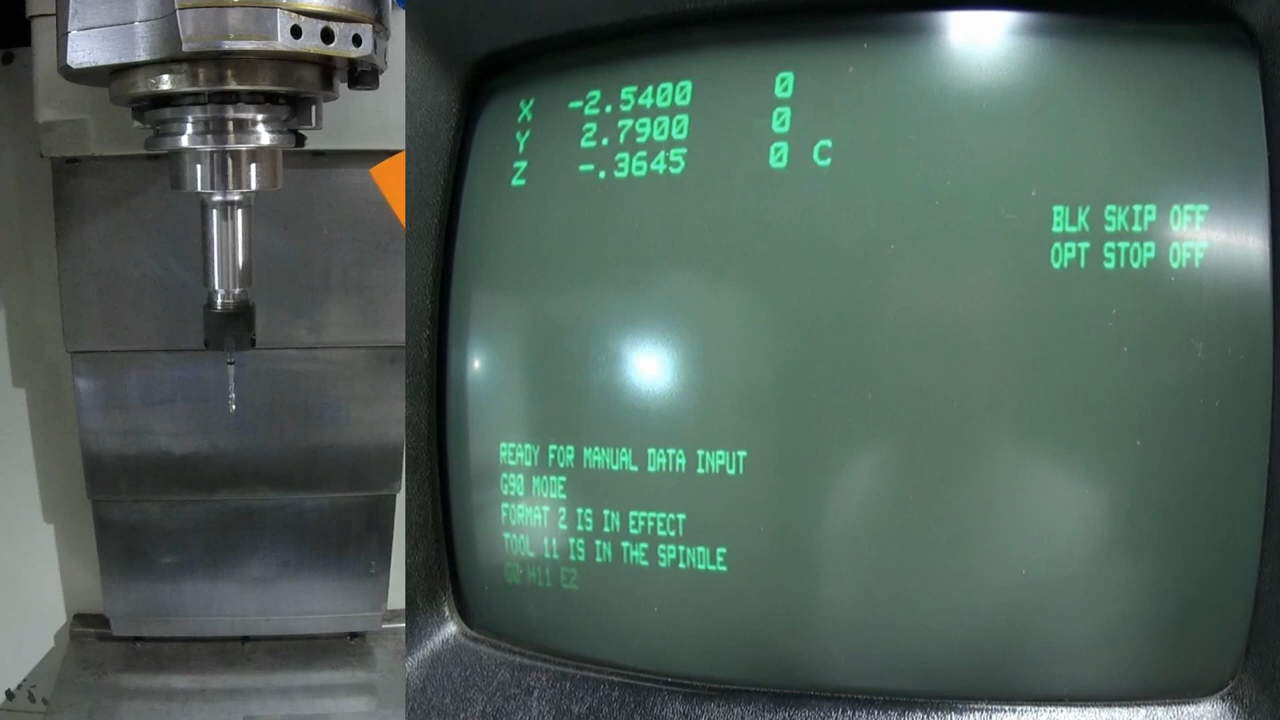 X -2.5400 0
Y 2.7900 0
Z -.3645 0 C
BLK SKIP OFF
OPT STOP OFF
READY FOR MANUAL DATA INPUT
G90 MODE
FORMAT 2 IS IN EFFECT
TOOL 11 IS IN THE SPINDLE
G0 H11 E2